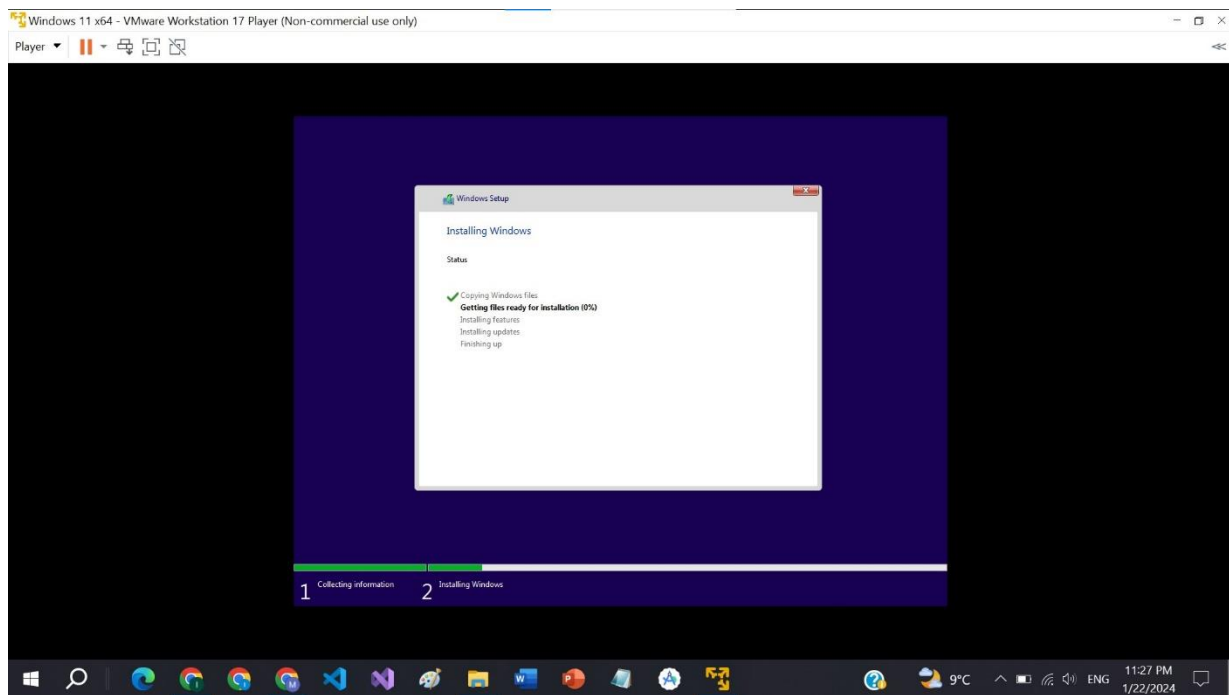 Windows 11 x64 - VMware Workstation 17 Player (Non-commercial use only)
Player
Windows Setup
Installing Windows
Status
Copying Windows files
Getting files ready for installation (0%)
Installing features
Installing updates
Finishing up
1 Collecting information 2 Installing Windows
9°C ENG 11:27 PM
1/22/2024